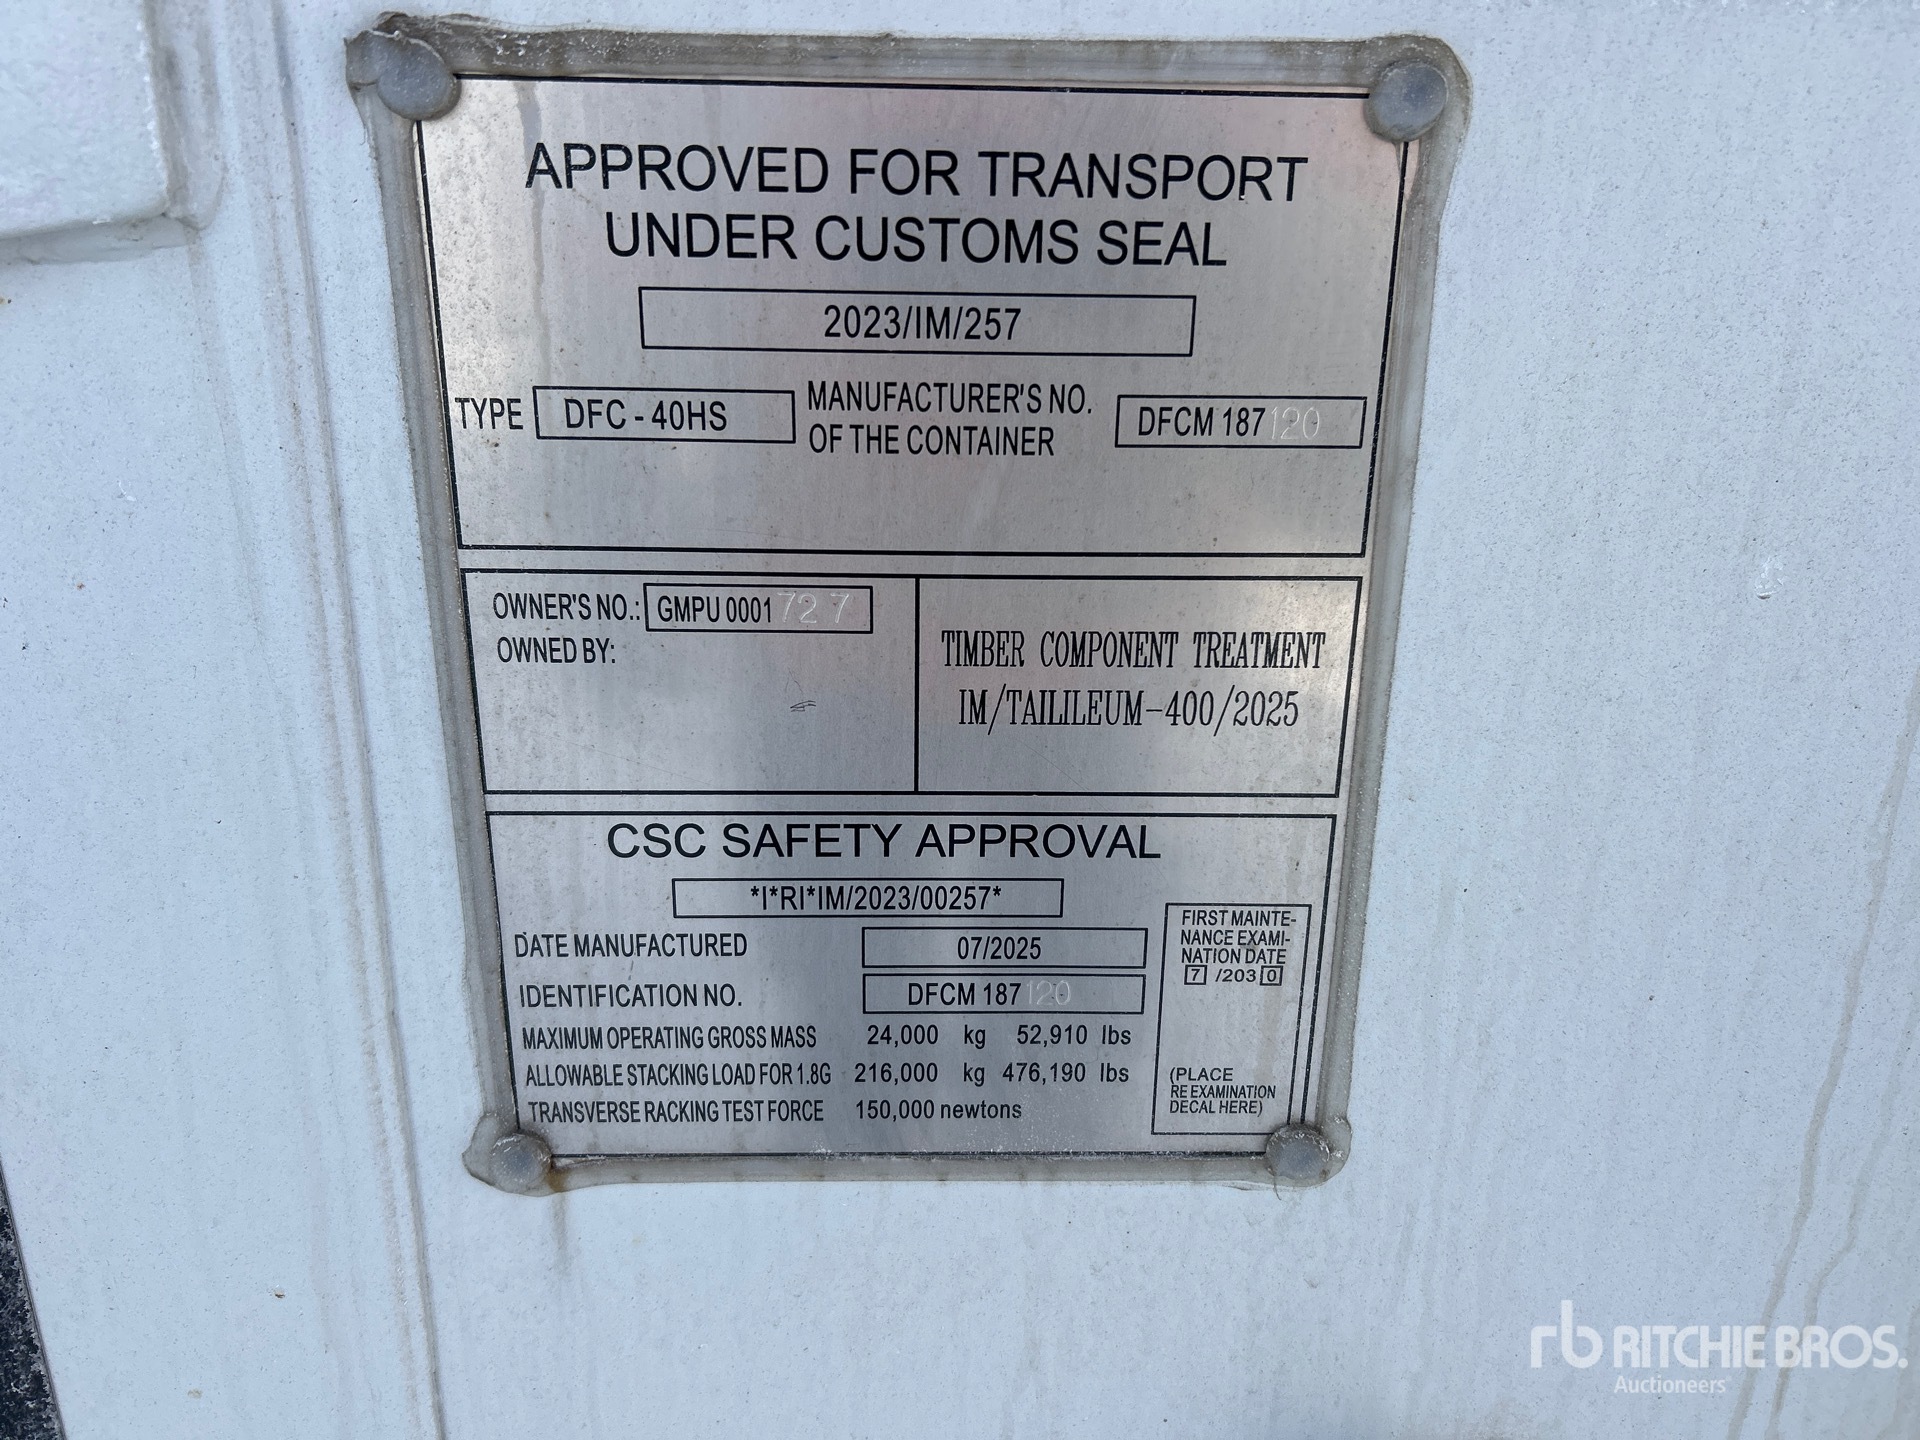 APPROVED FOR TRANSPORT
UNDER CUSTOMS SEAL
2023/IM/257
TYPE DFC - 40HS MANUFACTURER'S NO. OF THE CONTAINER DFCM 187120
OWNER'S NO.: GMPU 0001727
OWNED BY:
TIMBER COMPONENT TREATMENT
IM/TAILILEUM-400/2025
CSC SAFETY APPROVAL
*I*RI*IM/2023/00257*
DATE MANUFACTURED 07/2025
IDENTIFICATION NO. DFCM 187120
MAXIMUM OPERATING GROSS MASS 24,000 kg 52,910 lbs
ALLOWABLE STACKING LOAD FOR 1.8G 216,000 kg 476,190 lbs
TRANSVERSE RACKING TEST FORCE 150,000 newtons
FIRST MAINTE-
NANCE EXAMI-
NATION DATE
7 /203 0
(PLACE
RE EXAMINATION
DECAL HERE)
rb RITCHIE BROS.
Auctioneers